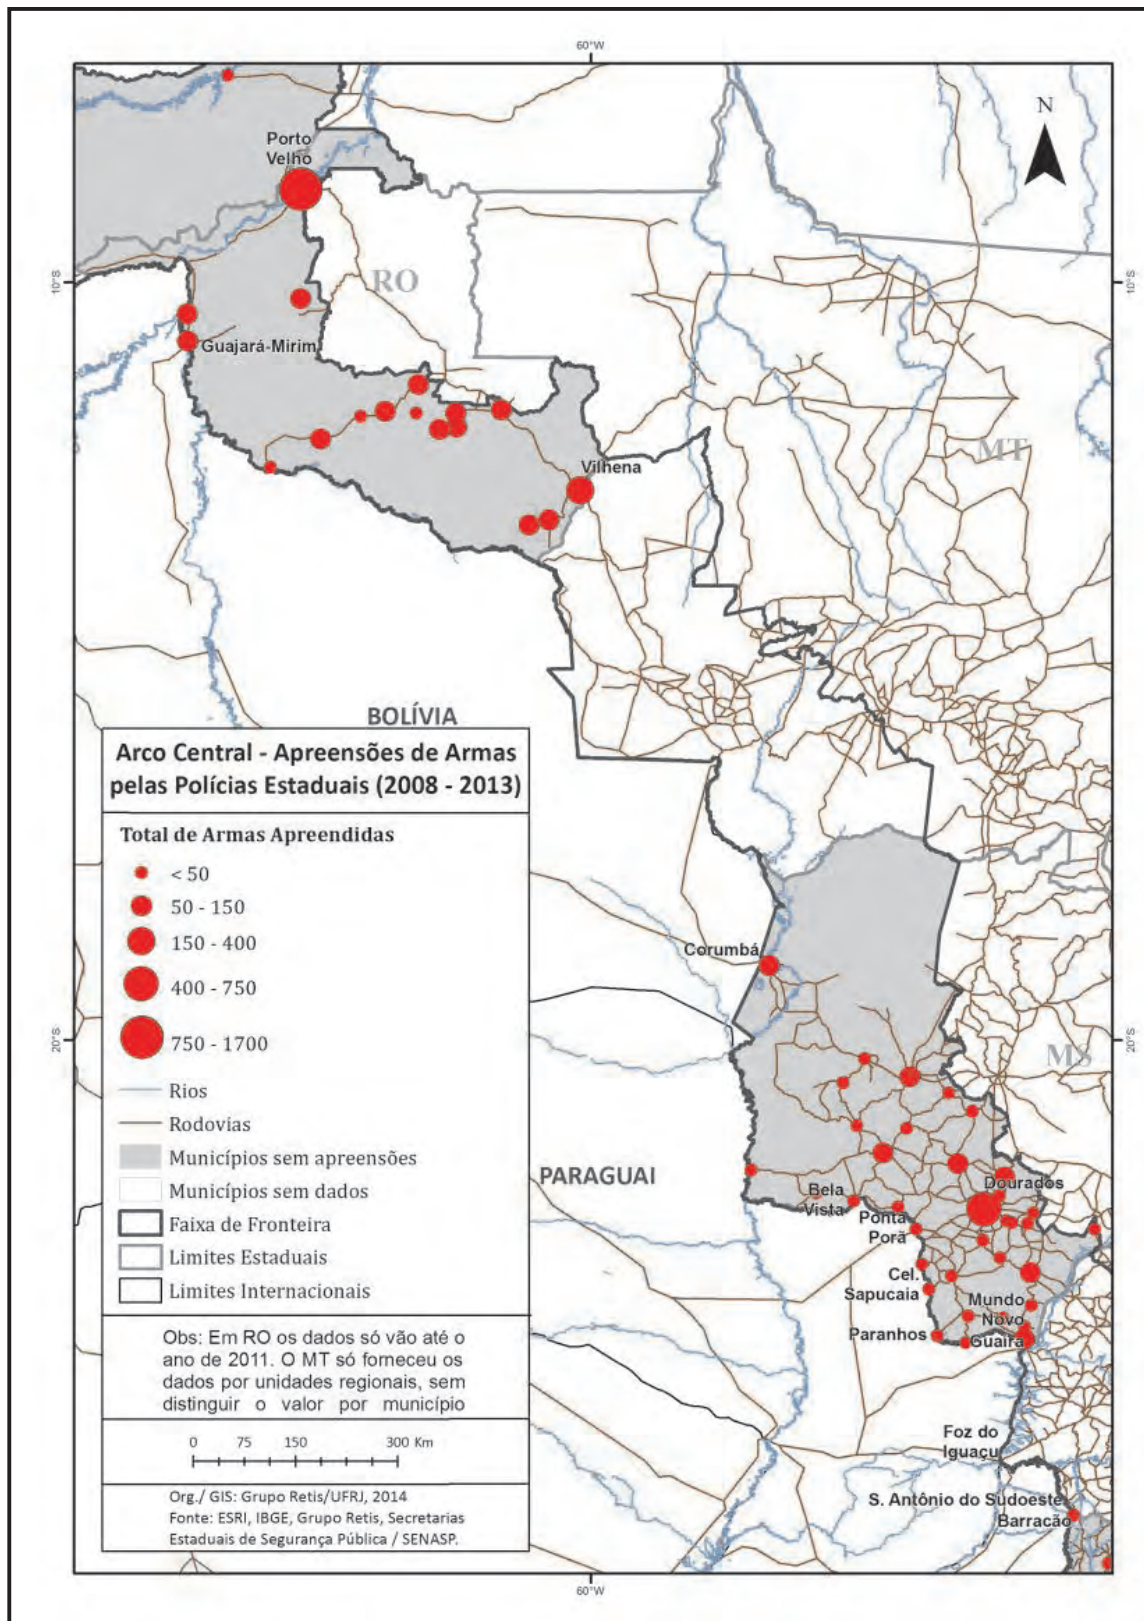 60°W
N
Porto
Velho
10°S
10°S
RO
Guajará-Mirim
MT
Vilhena
BOLÍVIA
Arco Central - Apreensões de Armas
pelas Polícias Estaduais (2008 - 2013)
Total de Armas Apreendidas
< 50
50 - 150
150 - 400
400 - 750
750 - 1700
Rios
Rodovias
Municípios sem apreensões
Municípios sem dados
Faixa de Fronteira
Limites Estaduais
Limites Internacionais
Obs: Em RO os dados só vão até o
ano de 2011. O MT só forneceu os
dados por unidades regionais, sem
distinguir o valor por município
0 75 150 300 Km
Org./ GIS: Grupo Retis/UFRJ, 2014
Fonte: ESRI, IBGE, Grupo Retis, Secretarias
Estaduais de Segurança Pública / SENASP.
Corumbá
20°S
20°S
MS
PARAGUAI
Dourados
Bela
Vista
Ponta
Porã
Cel.
Sapucaia
Mundo
Novo
Paranhos
Guaíra
Foz do
Iguaçu
S. Antônio do Sudoeste
Barracão
60°W